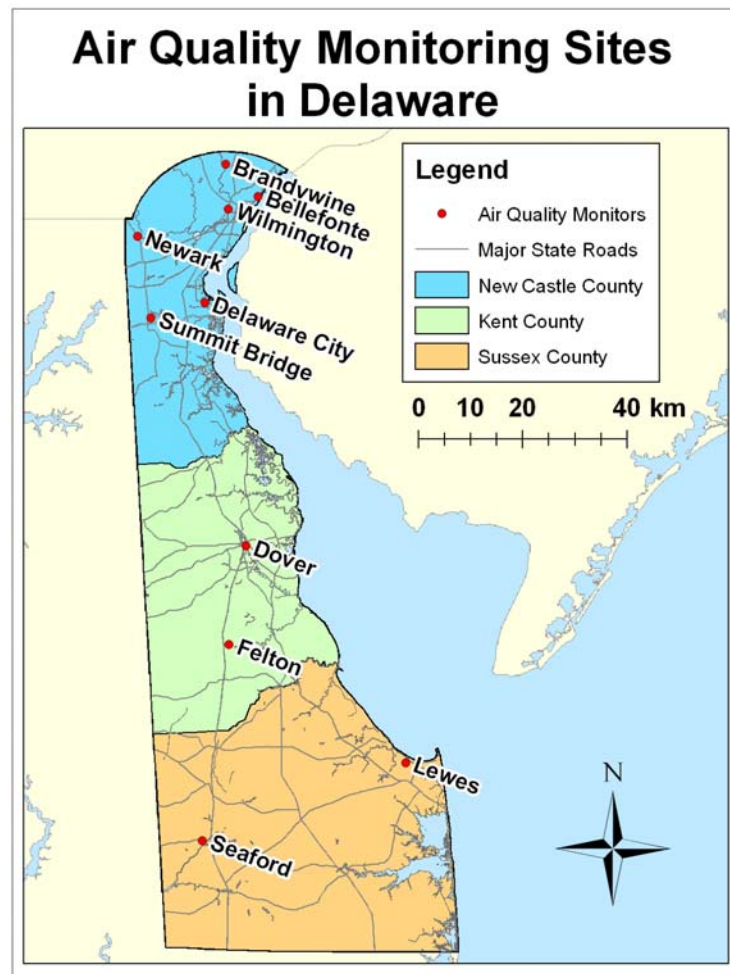 Air Quality Monitoring Sites
in Delaware
Legend
Air Quality Monitors
Major State Roads
New Castle County
Kent County
Sussex County
0 10 20 40 km
Brandywine
Bellefonte
Wilmington
Newark
Delaware City
Summit Bridge
Dover
Felton
Lewes
Seaford
N